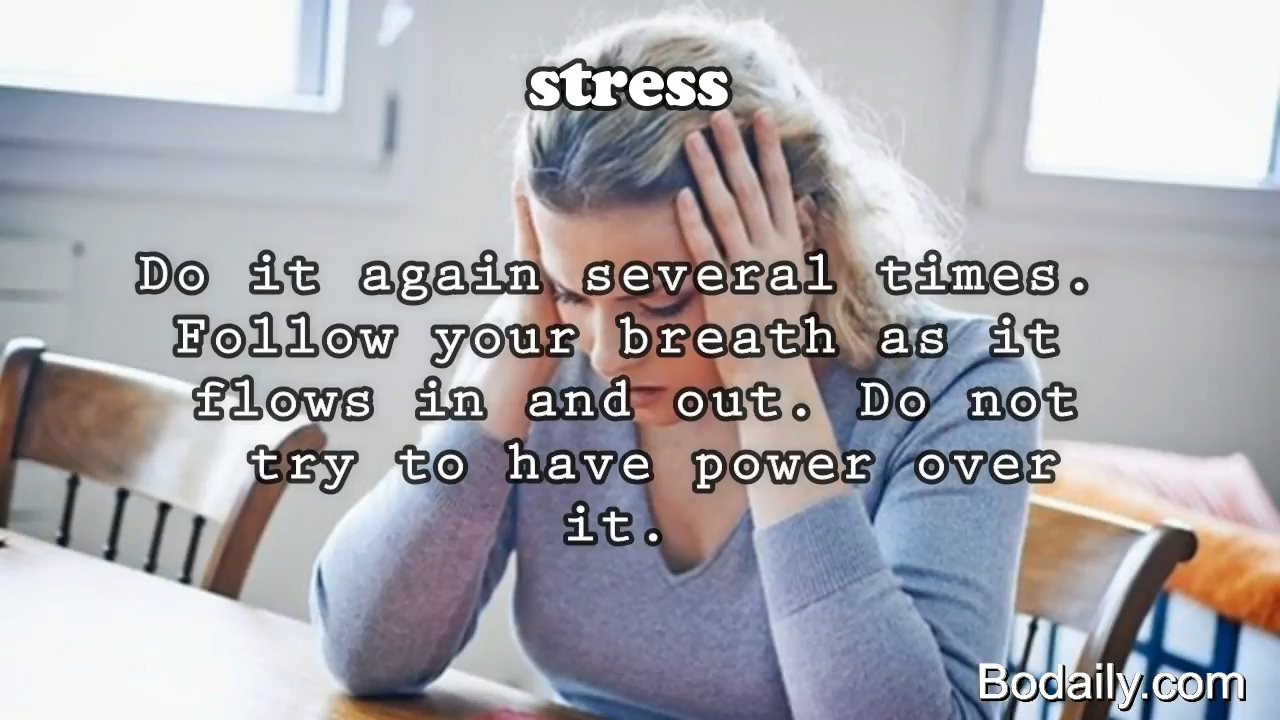 stress
Do it again several times.
Follow your breath as it
flows in and out. Do not
try to have power over
it.
Bodaily.com